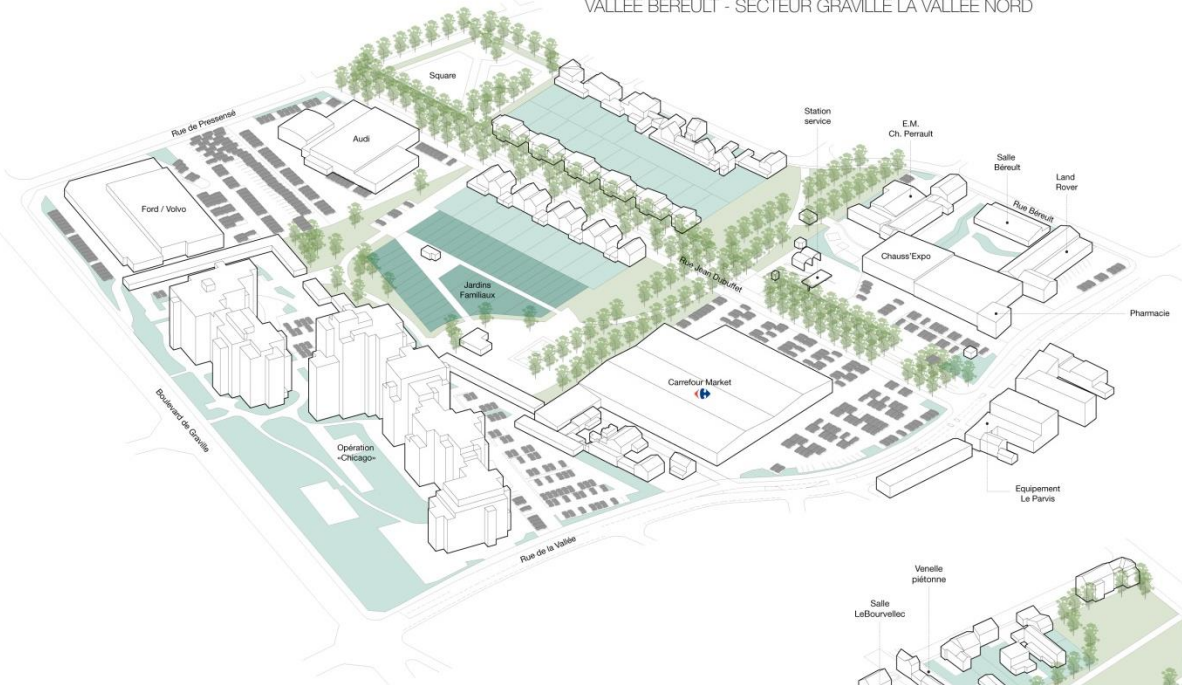 VALLÉE BÉREULT - SECTEUR GRAVILLE LA VALLÉE NORD
Square
Rue de Pressensé
Audi
Station
service
E.M.
Ch. Perrault
Salle
Béreult
Land
Rover
Ford / Volvo
Rue Béreult
Chauss'Expo
Rue Jean Dubuffet
Jardins
Familiaux
Pharmacie
Carrefour Market
Boulevard de Graville
Opération
«Chicago»
Equipement
Le Parvis
Rue de la Vallée
Venelle
piétonne
Salle
LeBourvellec